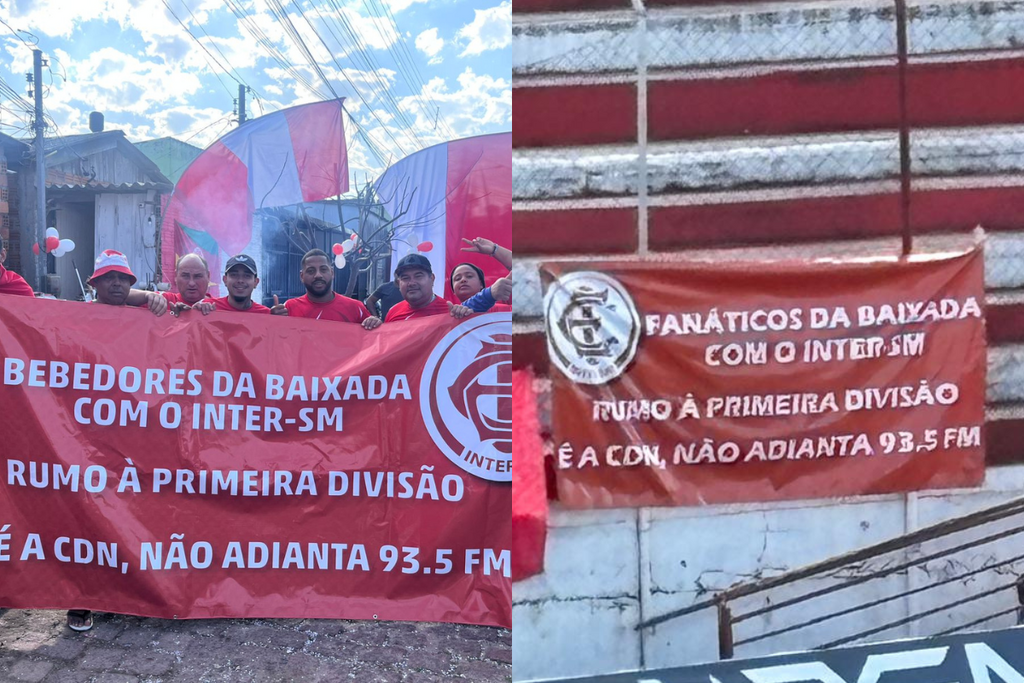 BEBEDORES DA BAIXADA
COM O INTER-SM
RUMO À PRIMEIRA DIVISÃO
É A CDN, NÃO ADIANTA 93.5 FM
INTER
FANÁTICOS DA BAIXADA
COM O INTER-SM
RUMO À PRIMEIRA DIVISÃO
É A CDN, NÃO ADIANTA 93.5 FM